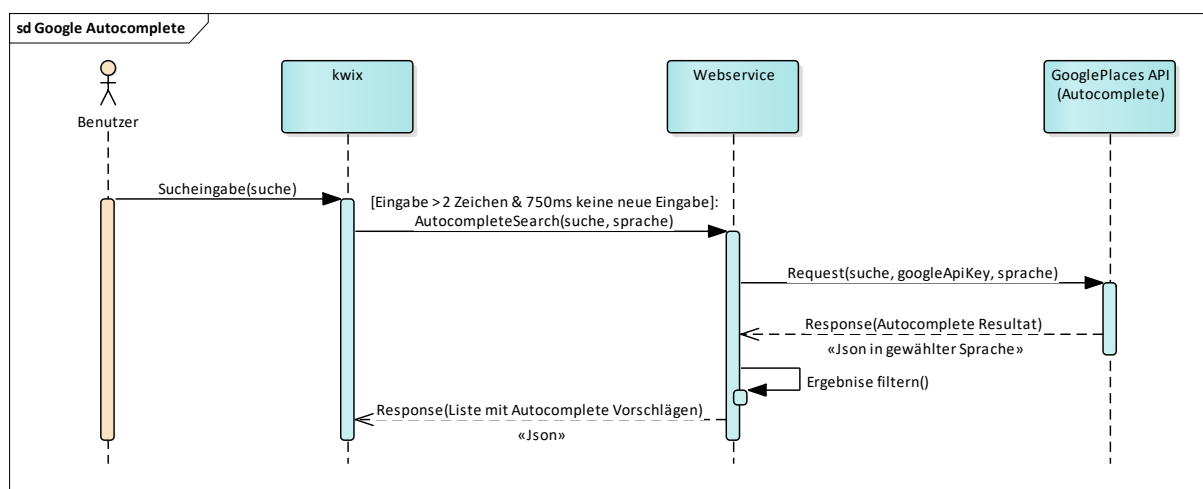 sd Google Autocomplete
kwix
Webservice
GooglePlaces API
(Autocomplete)
Benutzer
Sucheingabe(suche)
[Eingabe > 2 Zeichen & 750ms keine neue Eingabe]:
AutocompleteSearch(suche, sprache)
Request(suche, googleApiKey, sprache)
Response(Autocomplete Resultat)
«Json in gewählter Sprache»
Ergebnise filtern()
Response(Liste mit Autocomplete Vorschlägen)
«Json»